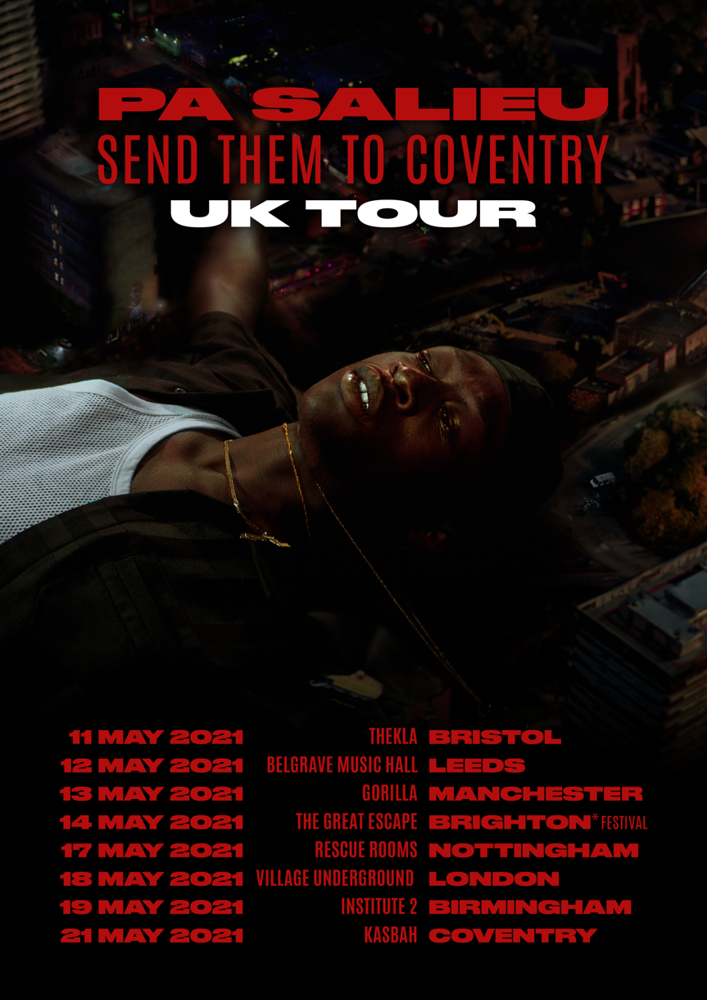 PA SALIEU
SEND THEM TO COVENTRY
UK TOUR
11 MAY 2021 THEKLA BRISTOL
12 MAY 2021 BELGRAVE MUSIC HALL LEEDS
13 MAY 2021 GORILLA MANCHESTER
14 MAY 2021 THE GREAT ESCAPE BRIGHTON* FESTIVAL
17 MAY 2021 RESCUE ROOMS NOTTINGHAM
18 MAY 2021 VILLAGE UNDERGROUND LONDON
19 MAY 2021 INSTITUTE 2 BIRMINGHAM
21 MAY 2021 KASBAH COVENTRY